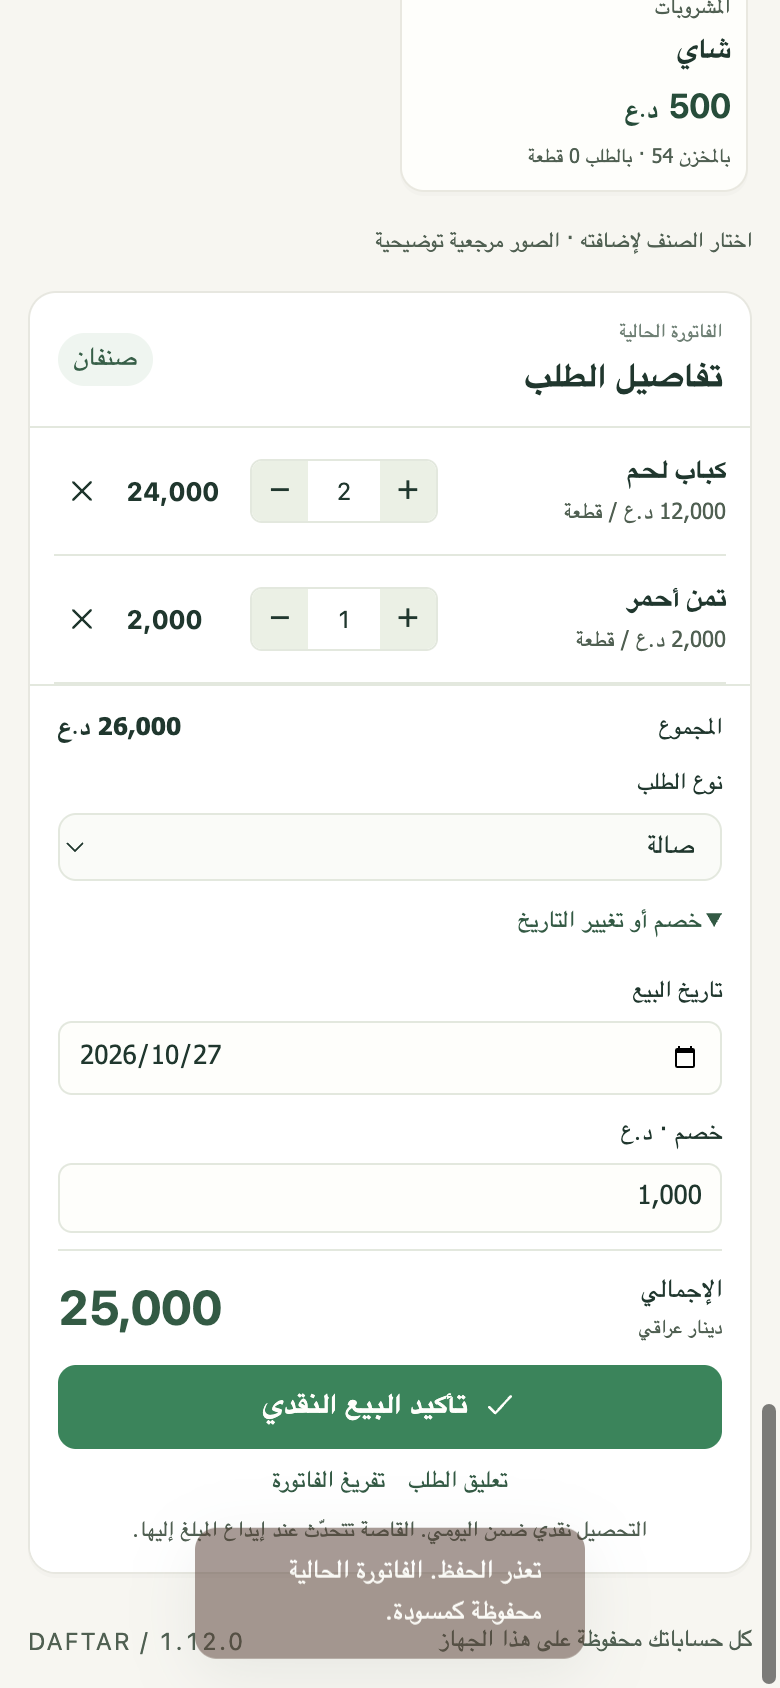 المشروبات
شاي
500 د.ع
بالمخزن 54 · بالطلب 0 قطعة
اختار الصنف لإضافته · الصور مرجعية توضيحية
الفاتورة الحالية
تفاصيل الطلب
صنفان
كباب لحم
12,000 د.ع / قطعة
+ 2 −
24,000
تمن أحمر
2,000 د.ع / قطعة
+ 1 −
2,000
المجموع
26,000 د.ع
نوع الطلب
صالة
خصم أو تغيير التاريخ
تاريخ البيع
2026/10/27
خصم · د.ع
1,000
الإجمالي
دينار عراقي
25,000
تأكيد البيع النقدي
تعليق الطلب
تفريغ الفاتورة
التحصيل نقدي ضمن اليومي. القاصة تتحدّث عند إيداع المبلغ إليها.
تعذر الحفظ. الفاتورة الحالية
محفوظة كمسودة.
كل حساباتك محفوظة على هذا الجهاز
DAFTAR / 1.12.0